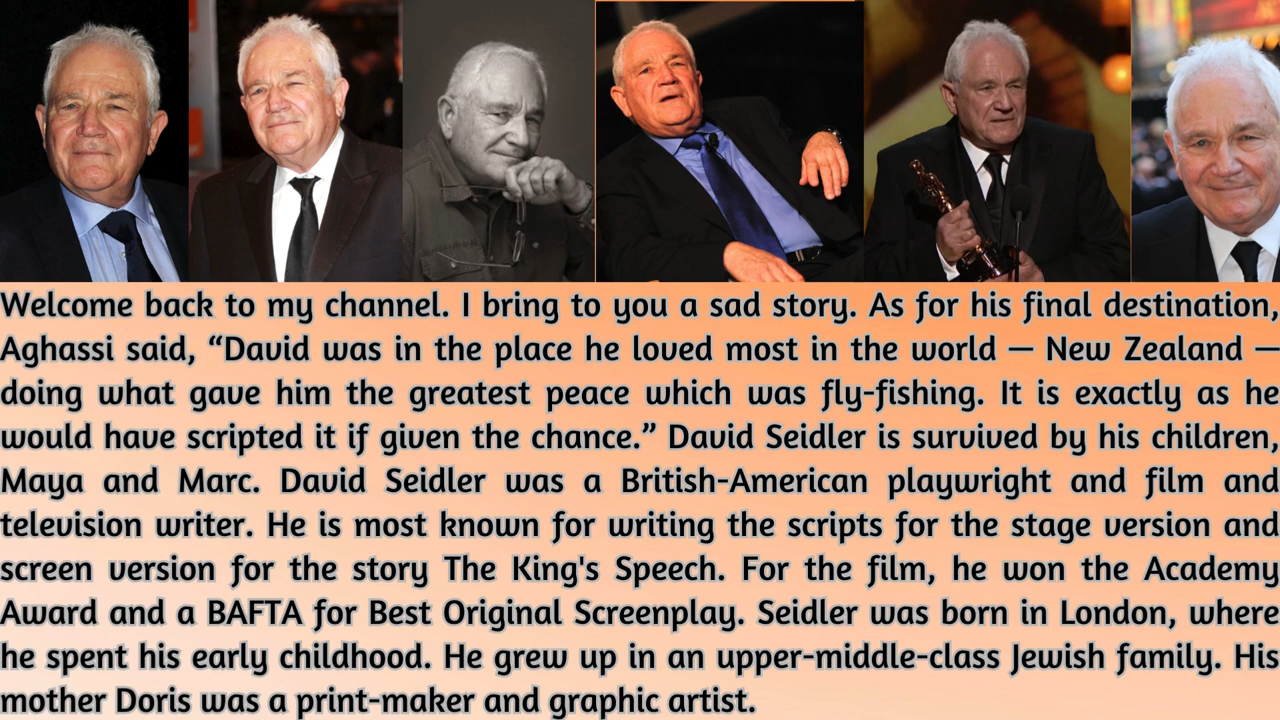 Welcome back to my channel. I bring to you a sad story. As for his final destination,
Aghassi said, “David was in the place he loved most in the world — New Zealand —
doing what gave him the greatest peace which was fly-fishing. It is exactly as he
would have scripted it if given the chance.” David Seidler is survived by his children,
Maya and Marc. David Seidler was a British-American playwright and film and
television writer. He is most known for writing the scripts for the stage version and
screen version for the story The King's Speech. For the film, he won the Academy
Award and a BAFTA for Best Original Screenplay. Seidler was born in London, where
he spent his early childhood. He grew up in an upper-middle-class Jewish family. His
mother Doris was a print-maker and graphic artist.